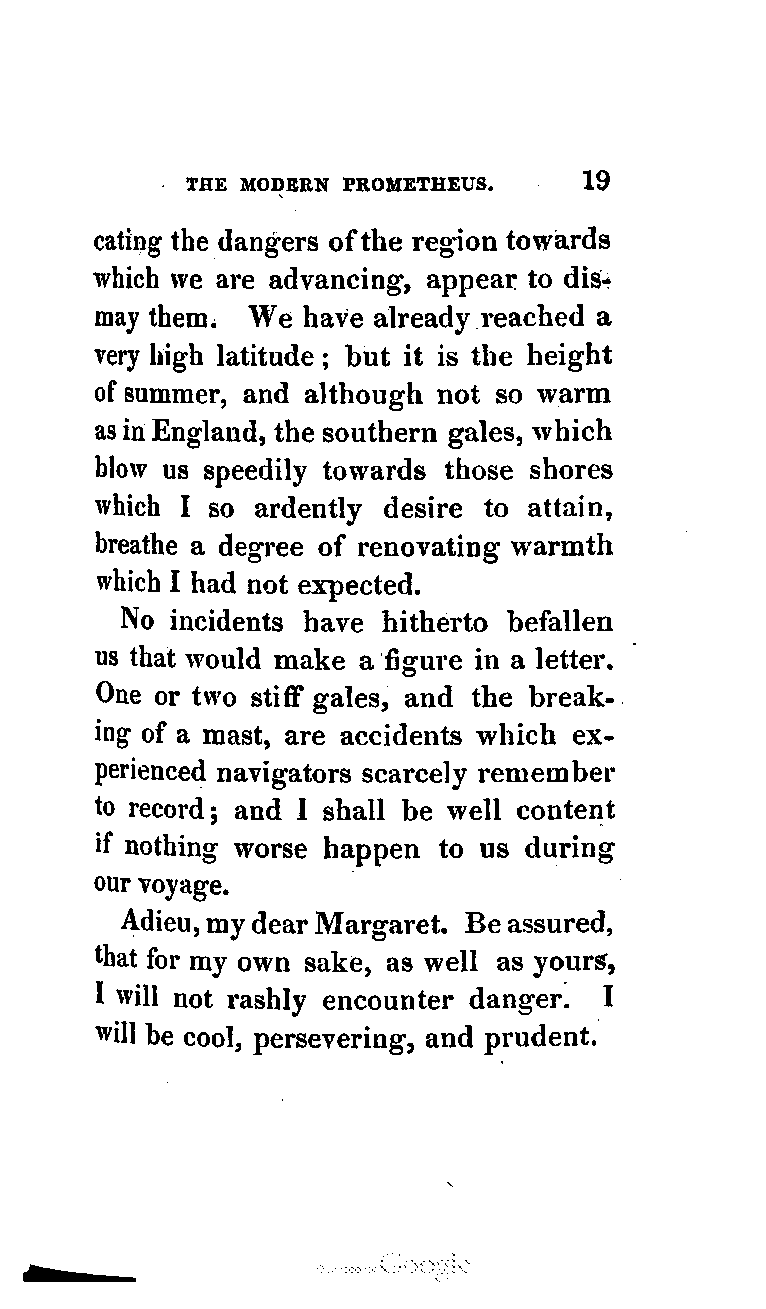 THE MODERN PROMETHEUS. 19
cating the dangers of the region towards
which we are advancing, appear to dis-
may them. We have already reached a
very high latitude; but it is the height
of summer, and although not so warm
as in England, the southern gales, which
blow us speedily towards those shores
which I so ardently desire to attain,
breathe a degree of renovating warmth
which I had not expected.
No incidents have hitherto befallen
us that would make a figure in a letter.
One or two stiff gales, and the break-
ing of a mast, are accidents which ex-
perienced navigators scarcely remember
to record; and I shall be well content
if nothing worse happen to us during
our voyage.
Adieu, my dear Margaret. Be assured,
that for my own sake, as well as yours,
I will not rashly encounter danger. I
will be cool, persevering, and prudent.
Google